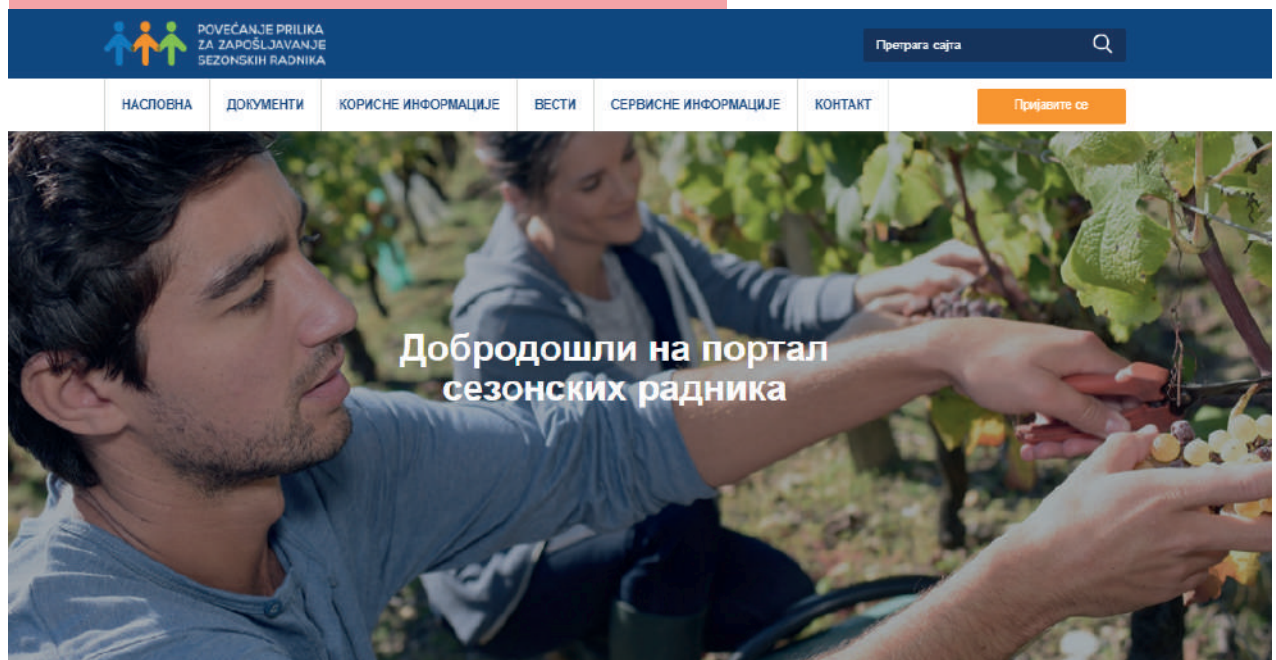 POVEĆANJE PRILIKA
ZA ZAPOŠLJAVANJE
SEZONSKIH RADNIKA
Претрага сајта
НАСЛОВНА ДОКУМЕНТИ КОРИСНЕ ИНФОРМАЦИЈЕ ВЕСТИ СЕРВИСНЕ ИНФОРМАЦИЈЕ КОНТАКТ Пријавите се
Добродошли на портал
сезонских радника